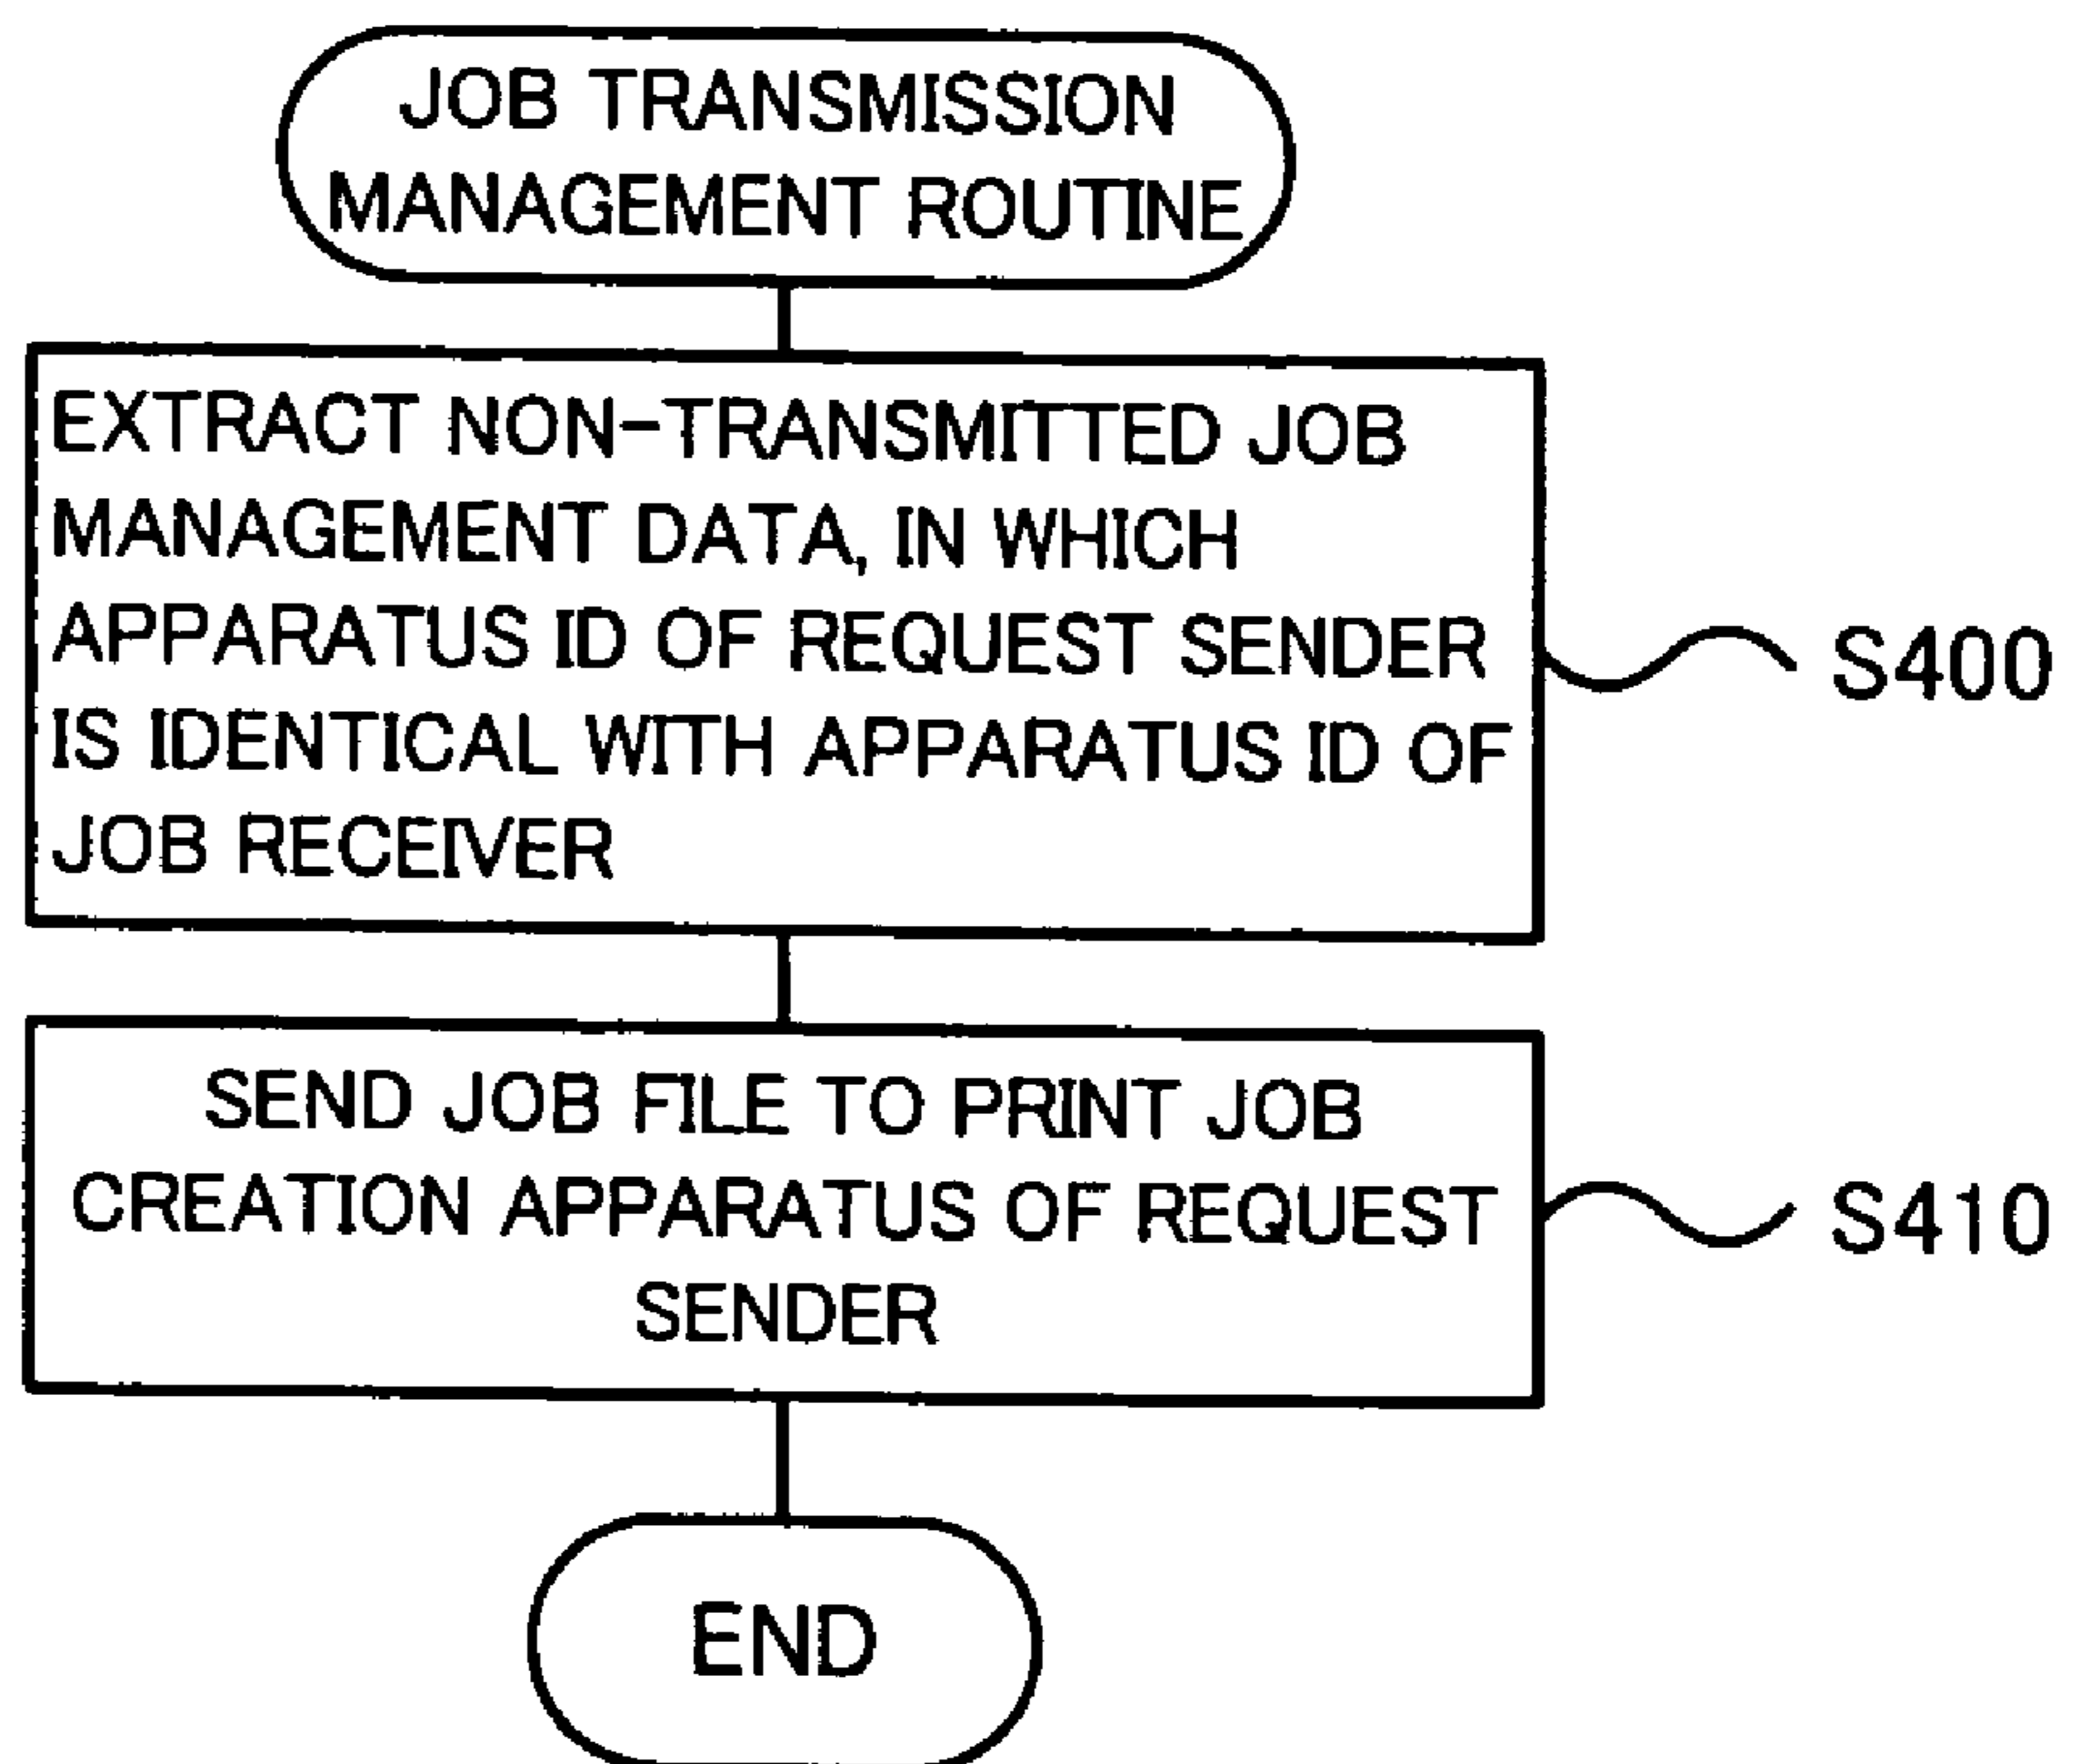 JOB TRANSMISSION
MANAGEMENT ROUTINE
EXTRACT NON-TRANSMITTED JOB
MANAGEMENT DATA, IN WHICH
APPARATUS ID OF REQUEST SENDER
IS IDENTICAL WITH APPARATUS ID OF
JOB RECEIVER
S400
SEND JOB FILE TO PRINT JOB
CREATION APPARATUS OF REQUEST
SENDER
S410
END